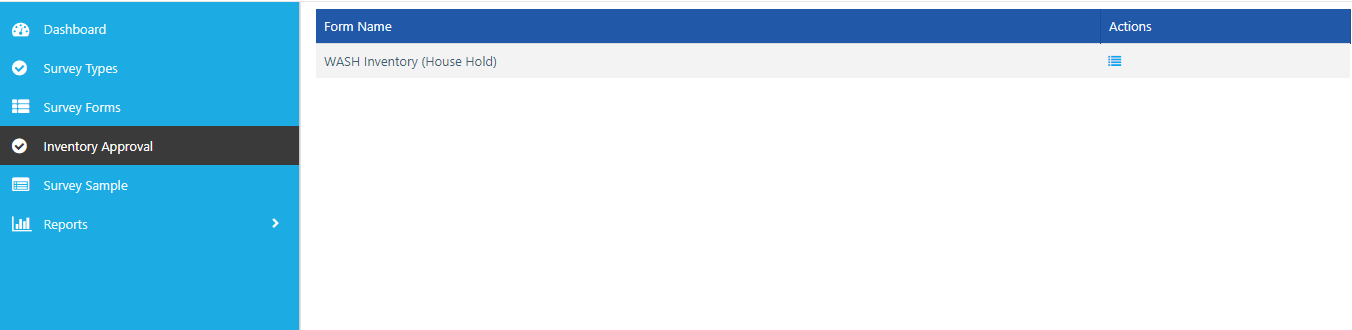 Dashboard
Survey Types
Survey Forms
Inventory Approval
Survey Sample
Reports
Form Name Actions
WASH Inventory (House Hold)